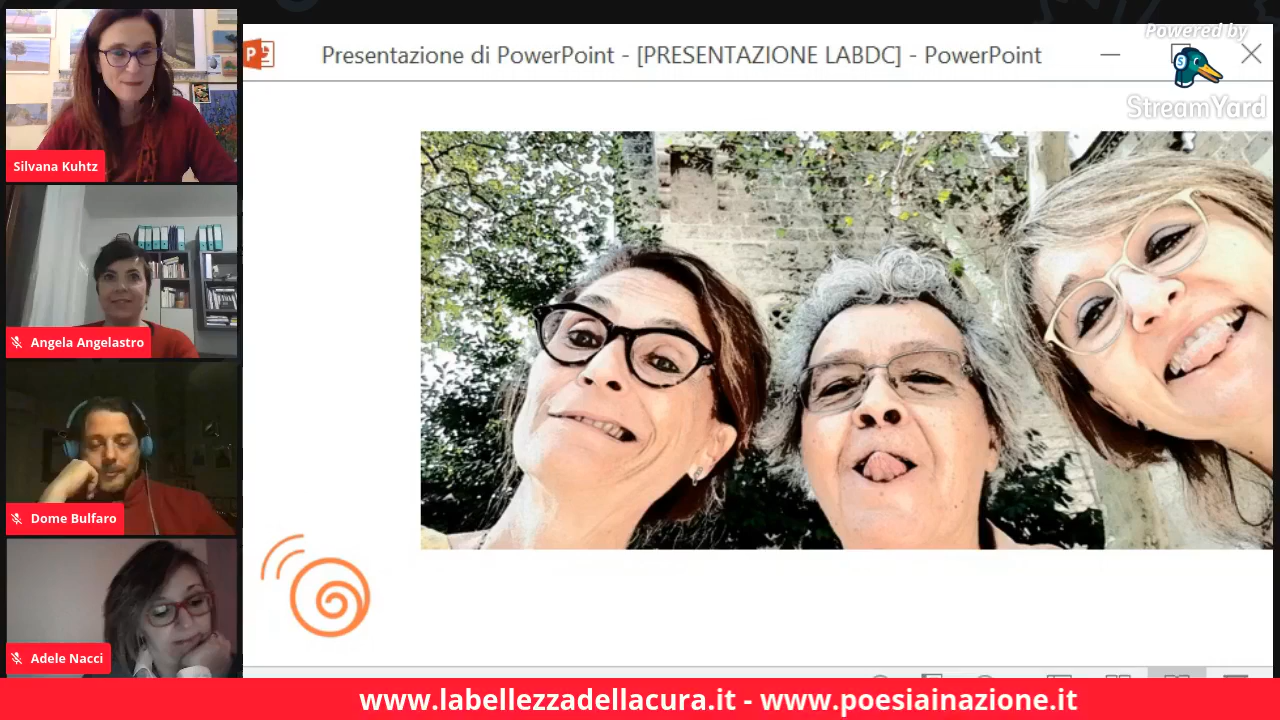 Presentazione di PowerPoint - [PRESENTAZIONE LABDC] - PowerPoint
Powered by
StreamYard
Silvana Kuhtz
Angela Angelastro
Dome Bulfaro
Adele Nacci
www.labellezzadellacura.it - www.poesiainazione.it